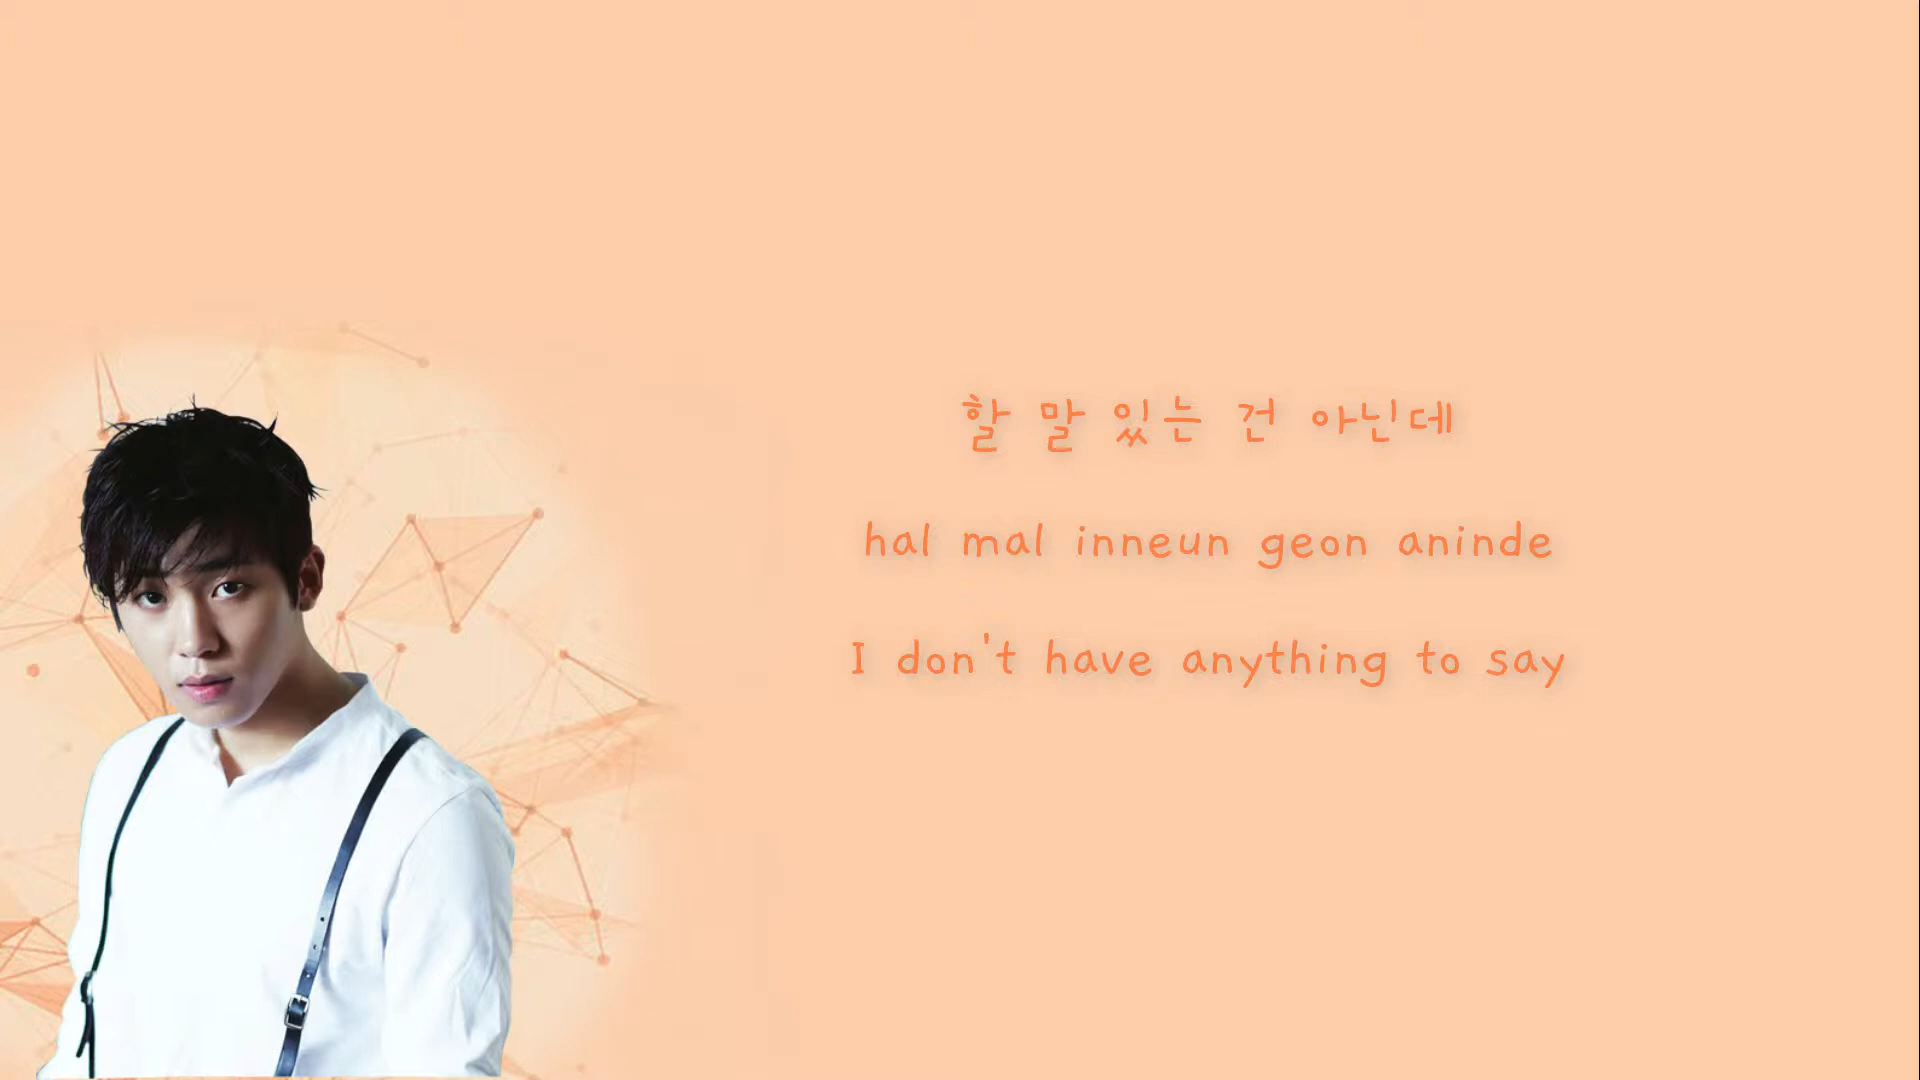 할 말 있는 건 아닌데
hal mal inneun geon aninde
I don't have anything to say